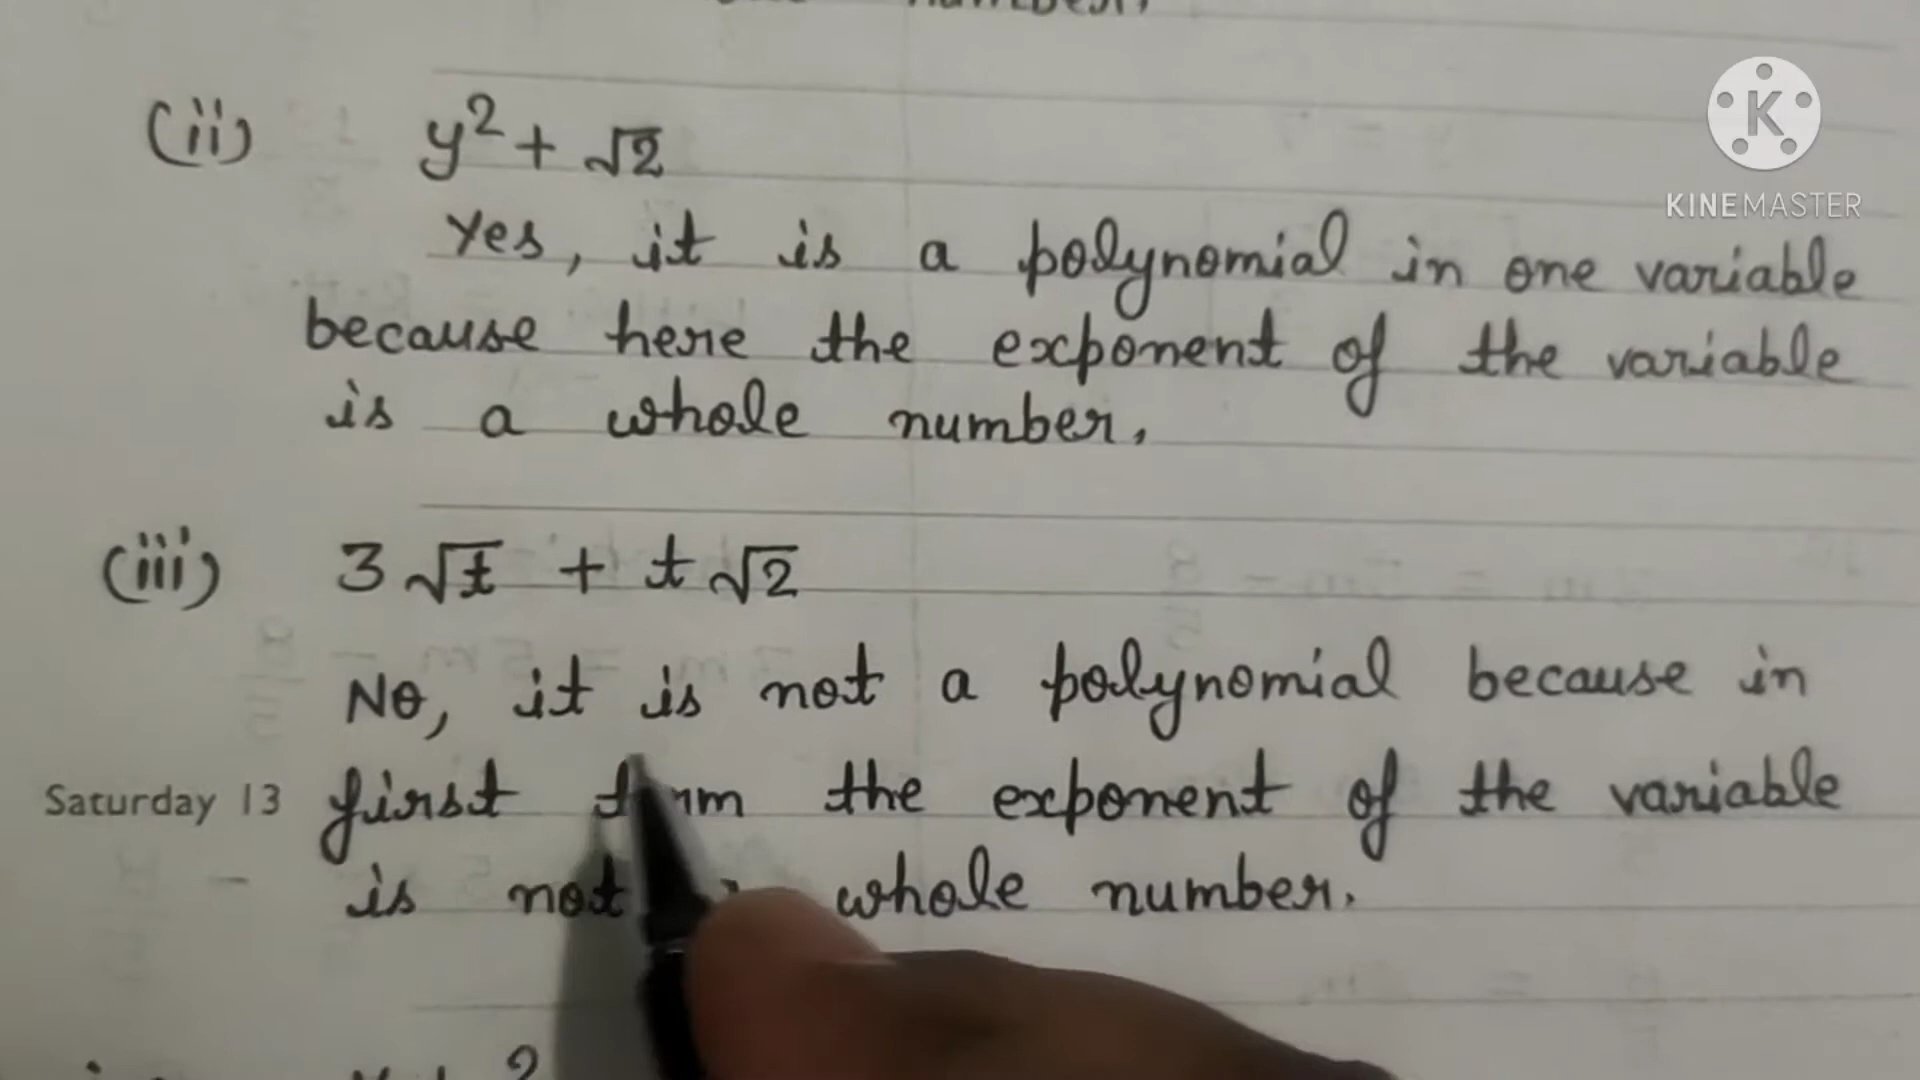 number.
(ii) y² + √2
KINEMASTER
Yes, it is a polynomial in one variable
because here the exponent of the variable
is a whole number.
(iii) 3√t + t√2
No, it is not a polynomial because in
Saturday 13 first term the exponent of the variable
is not whole number.